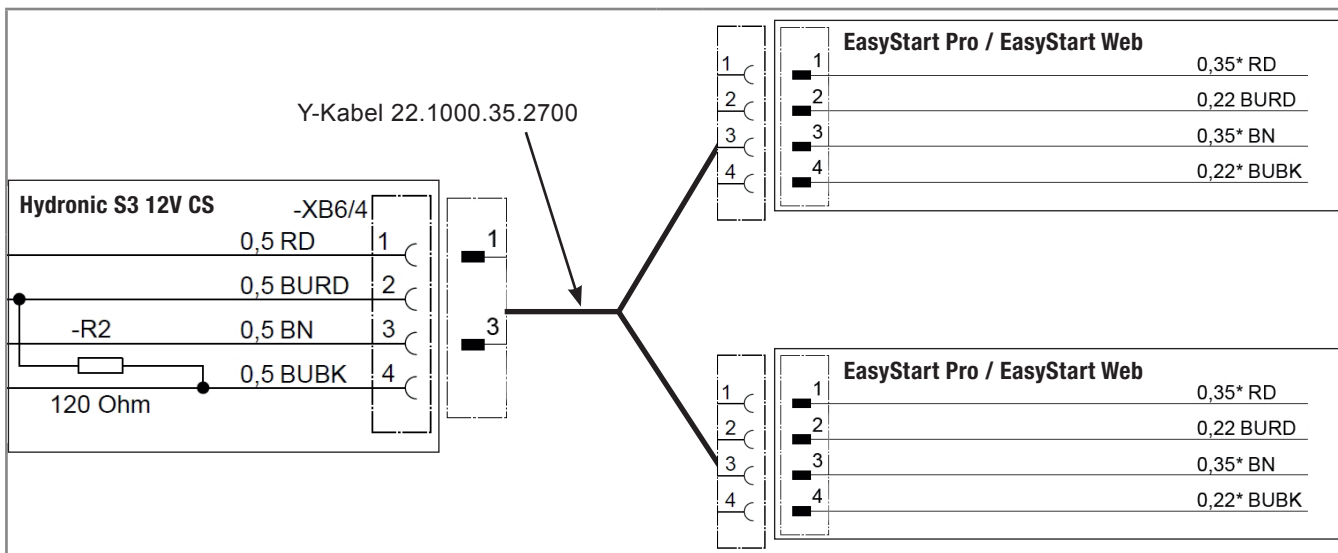 Y-Kabel 22.1000.35.2700
Hydronic S3 12V CS
-XB6/4
0,5 RD 1
0,5 BURD 2
-R2
0,5 BN 3
0,5 BUBK 4
120 Ohm
1
3
EasyStart Pro / EasyStart Web
1 1 0,35* RD
2 2 0,22 BURD
3 3 0,35* BN
4 4 0,22* BUBK
EasyStart Pro / EasyStart Web
1 1 0,35* RD
2 2 0,22 BURD
3 3 0,35* BN
4 4 0,22* BUBK